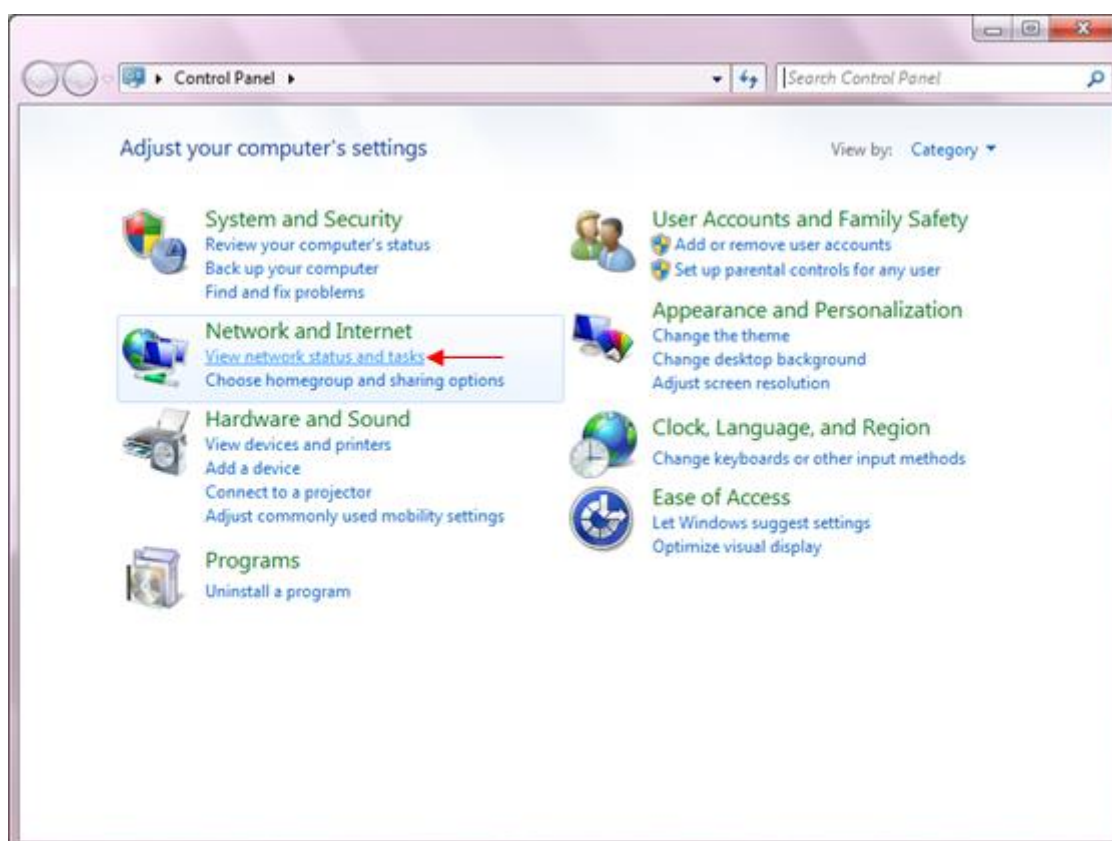 Control Panel
Search Control Panel
Adjust your computer's settings
View by: Category
System and Security
Review your computer's status
Back up your computer
Find and fix problems
Network and Internet
View network status and tasks
Choose homegroup and sharing options
Hardware and Sound
View devices and printers
Add a device
Connect to a projector
Adjust commonly used mobility settings
Programs
Uninstall a program
User Accounts and Family Safety
Add or remove user accounts
Set up parental controls for any user
Appearance and Personalization
Change the theme
Change desktop background
Adjust screen resolution
Clock, Language, and Region
Change keyboards or other input methods
Ease of Access
Let Windows suggest settings
Optimize visual display